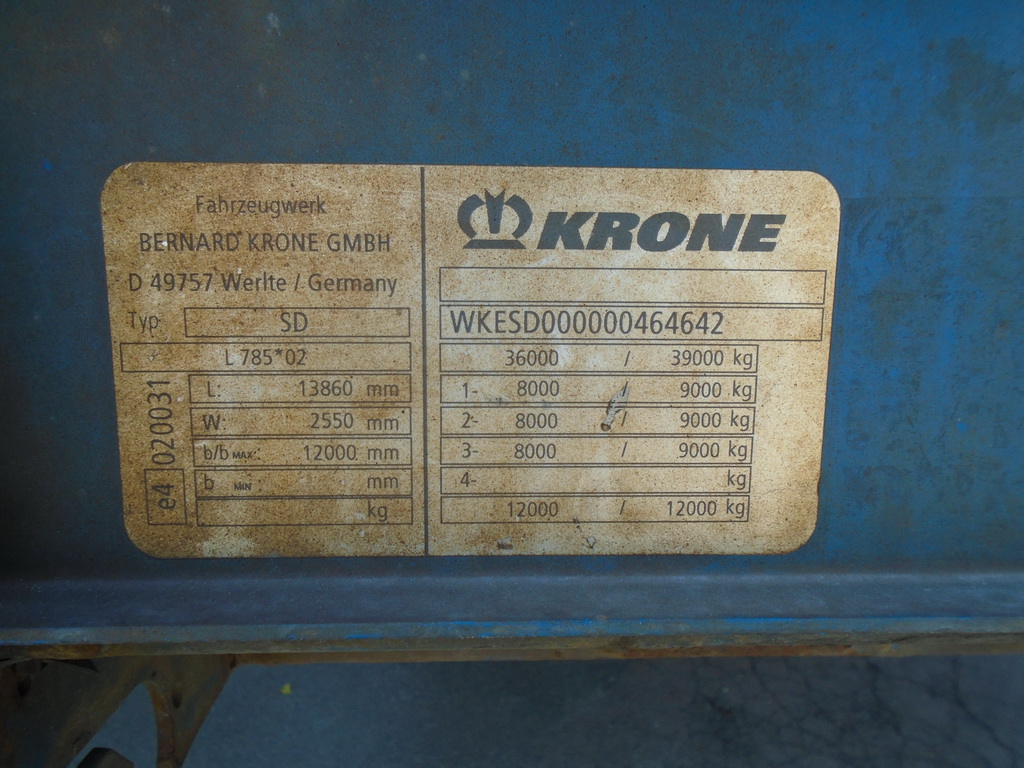 Fahrzeugwerk
BERNARD KRONE GMBH
D 49757 Werlte / Germany
Typ SD
L 785*02
e4 020031
L: 13860 mm
W: 2550 mm
b/b MAX: 12000 mm
b MIN: mm
kg
KRONE
WKESD000000464642
36000 / 39000 kg
1- 8000 / 9000 kg
2- 8000 / 9000 kg
3- 8000 / 9000 kg
4- kg
12000 / 12000 kg